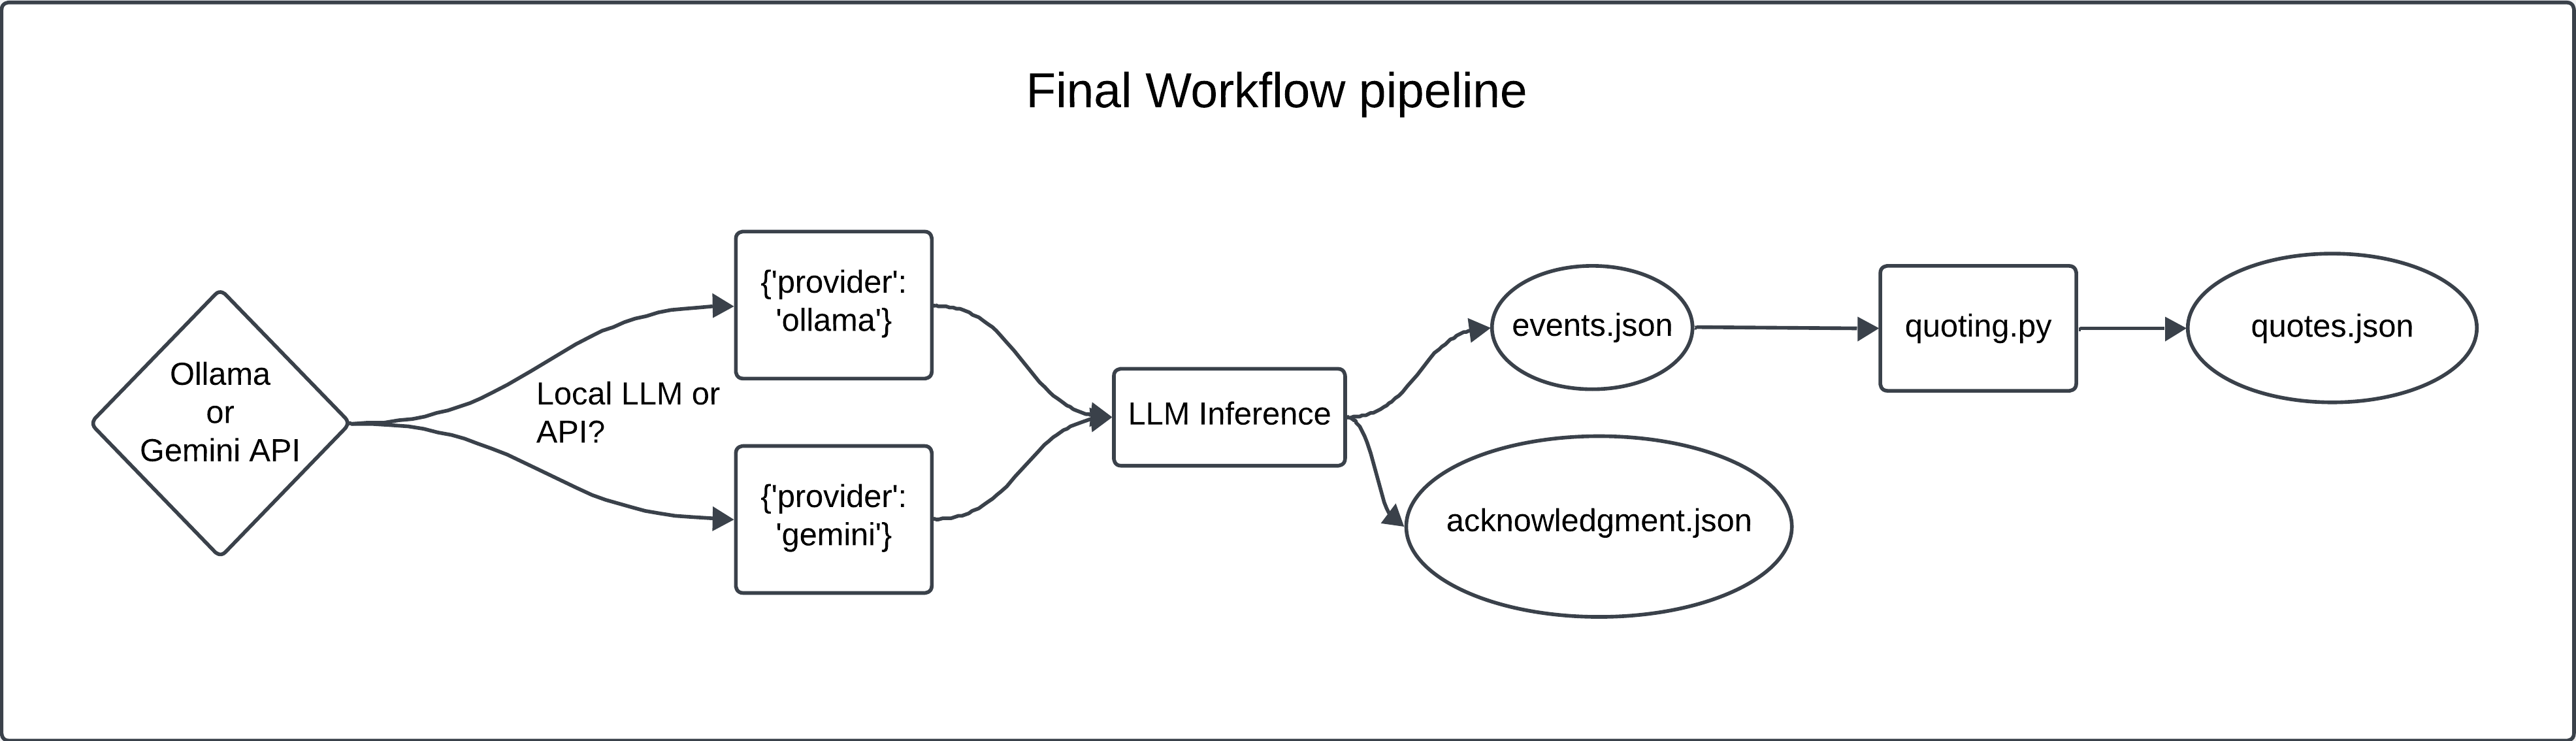 Final Workflow pipeline
Ollama
or
Gemini API
Local LLM or
API?
{'provider':
'ollama'}
{'provider':
'gemini'}
LLM Inference
events.json
acknowledgment.json
quoting.py
quotes.json